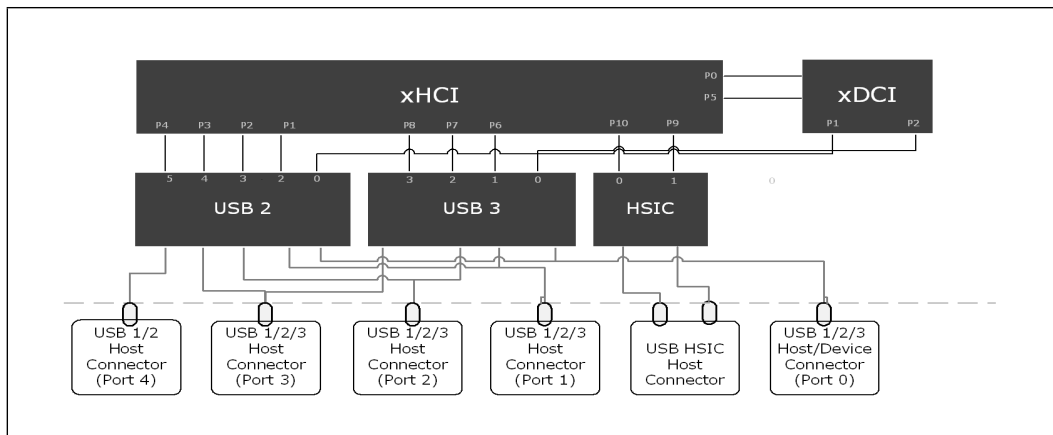 P0
xHCI
xDCI
P5
P4 P3 P2 P1 P8 P7 P6 P10 P9 P1 P2
5 4 3 2 0 3 2 1 0 0 1 0
USB 2 USB 3 HSIC
USB 1/2
Host
Connector
(Port 4)
USB 1/2/3
Host
Connector
(Port 3)
USB 1/2/3
Host
Connector
(Port 2)
USB 1/2/3
Host
Connector
(Port 1)
USB HSIC
Host
Connector
USB 1/2/3
Host/Device
Connector
(Port 0)